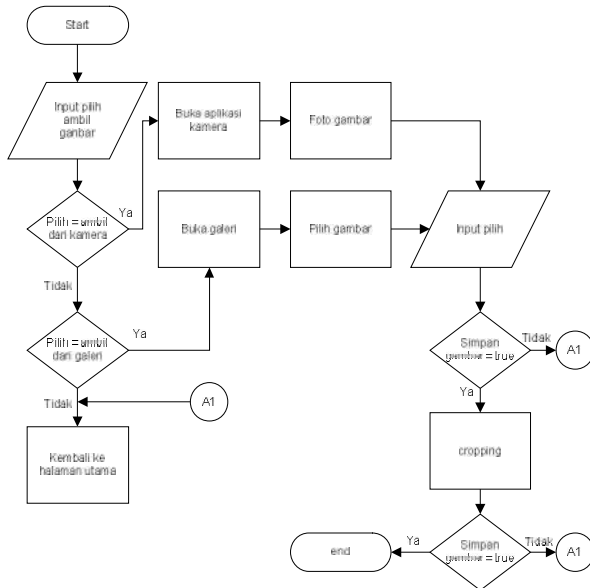 Start
Input pilih
ambil
ganbar
Buka aplikasi
kamera
Foto gambar
Pilih = ambil
dari kamera
Ya
Tidak
Buka galeri
Pilih gambar
Input pilih
Pilih = ambil
dari galeri
Ya
Tidak
A1
Kembali ke
halaman utama
Simpan
gambar = true
Tidak
A1
Ya
cropping
Simpan
gambar = true
Tidak
A1
Ya
end